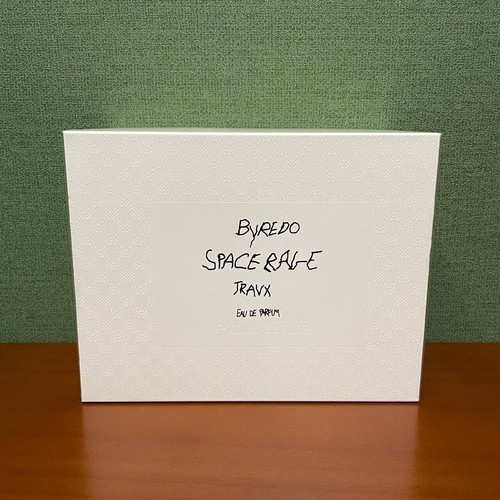 BYREDO
SPACE RAGE
TRAVX
EAU DE PARFUM